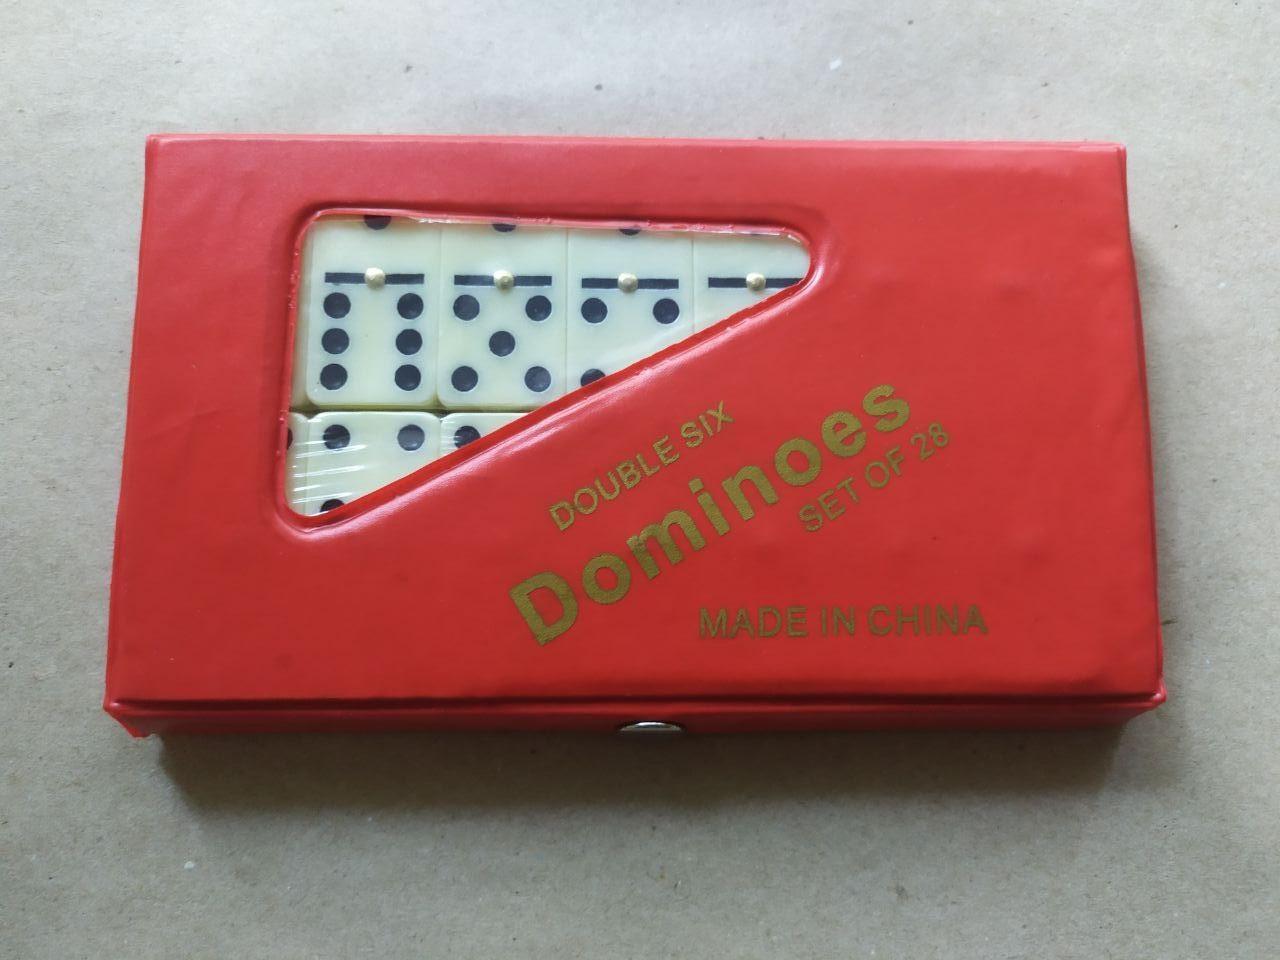 DOUBLE SIX
Dominoes
SET OF 28
MADE IN CHINA